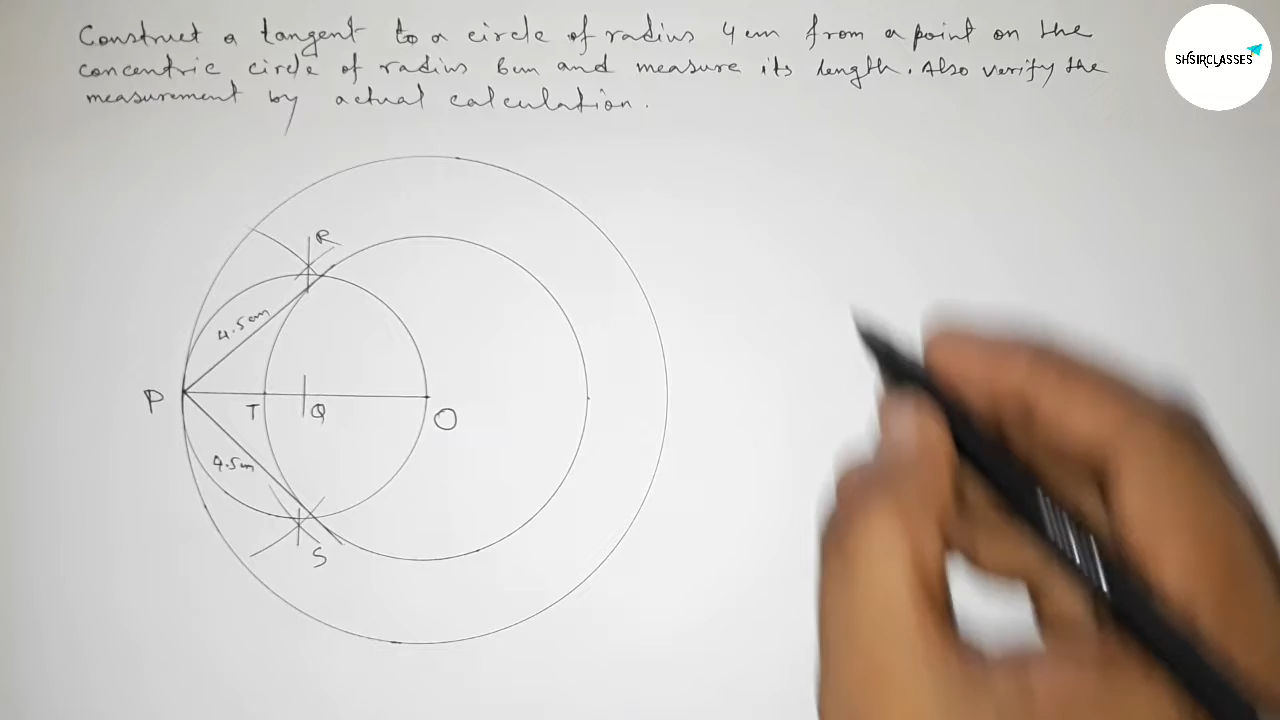 Construct a tangent to a circle of radius 4 cm from a point on the
concentric circle of radius 6cm and measure its length. Also verify the
measurement by actual calculation.
SHSIRCLASSES
R
4.5cm
P
T
Q
O
4.5cm
S